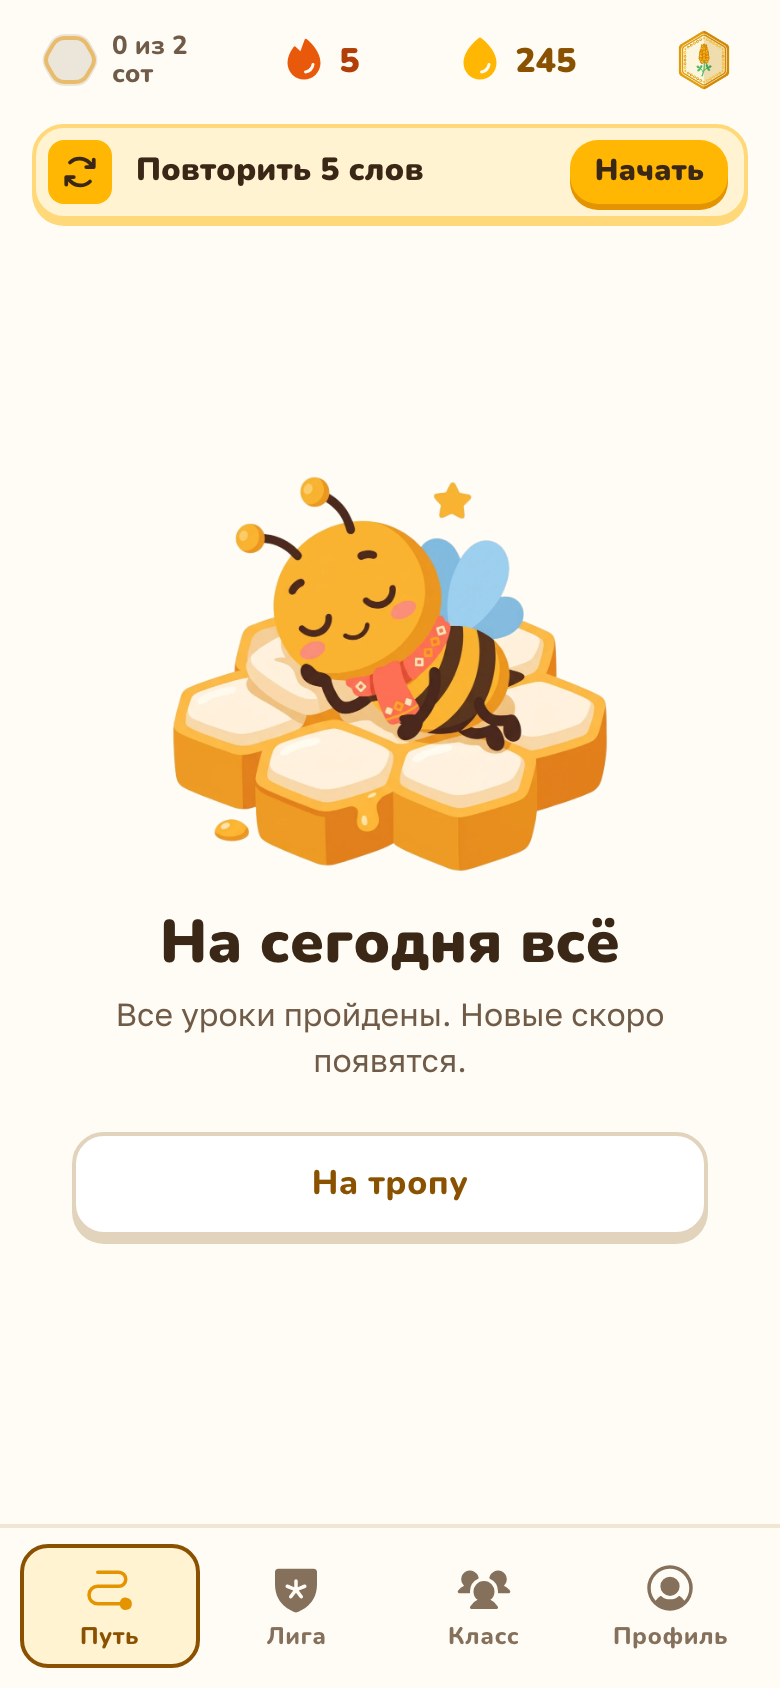 0 из 2
сот
5
245
Повторить 5 слов
Начать
На сегодня всё
Все уроки пройдены. Новые скоро
появятся.
На тропу
Путь
Лига
Класс
Профиль